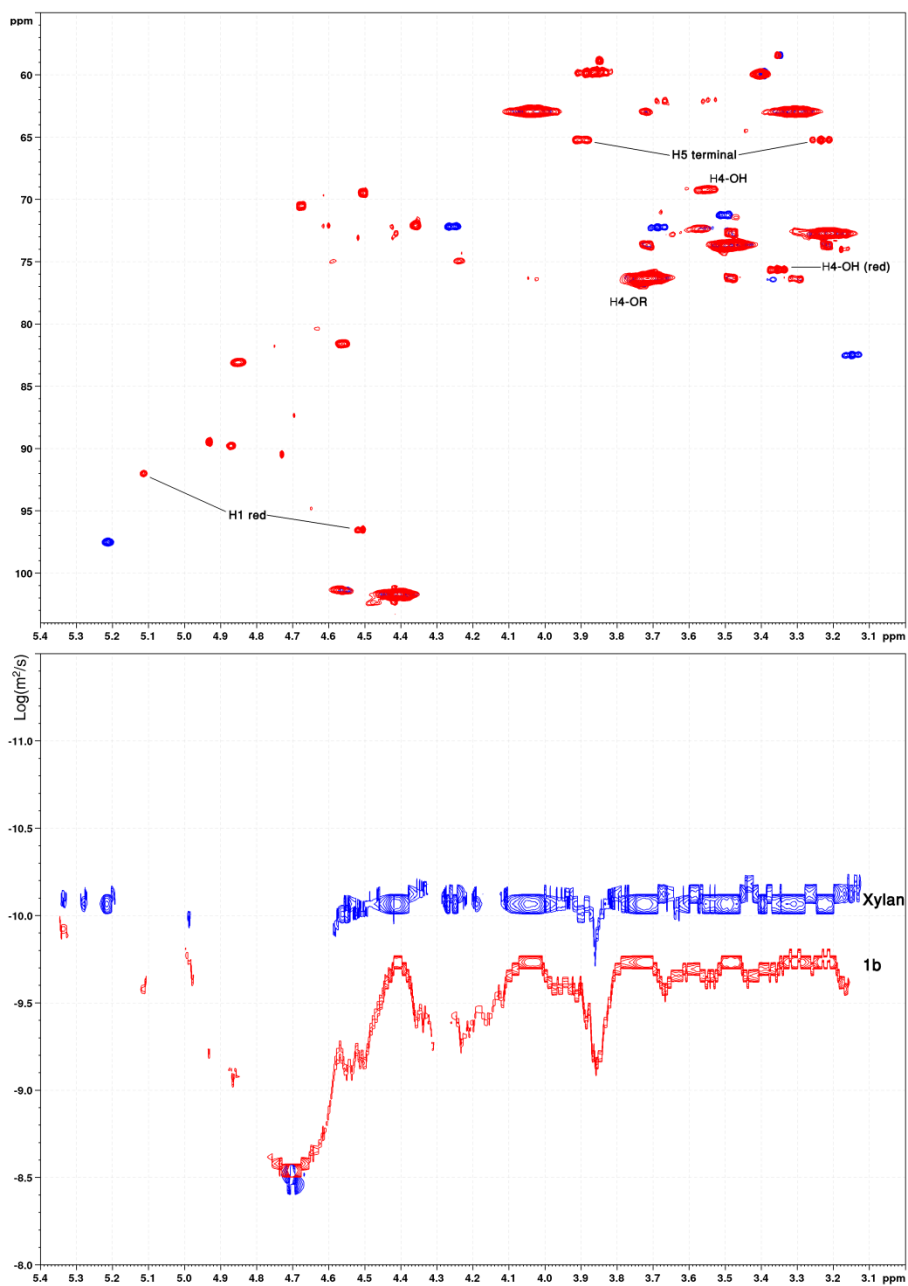 ppm
60
65
70
75
80
85
90
95
100
H5 terminal
H4-OH
H4-OH (red)
H4-OR
H1 red
5.4 5.3 5.2 5.1 5.0 4.9 4.8 4.7 4.6 4.5 4.4 4.3 4.2 4.1 4.0 3.9 3.8 3.7 3.6 3.5 3.4 3.3 3.2 3.1 ppm
Log(m²/s)
-11.0
-10.5
-10.0
-9.5
-9.0
-8.5
-8.0
Xylan
1b
5.4 5.3 5.2 5.1 5.0 4.9 4.8 4.7 4.6 4.5 4.4 4.3 4.2 4.1 4.0 3.9 3.8 3.7 3.6 3.5 3.4 3.3 3.2 3.1 ppm